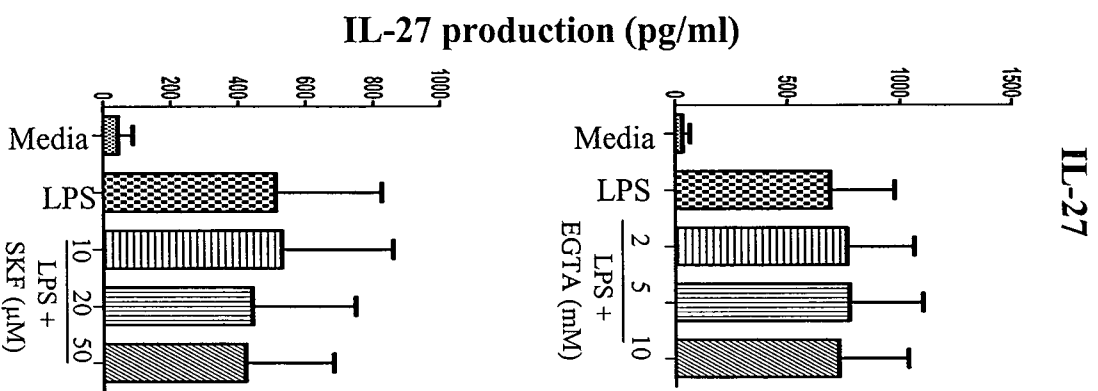 IL-27 production (pg/ml)
IL-27
1500
1000
500
0
Media
LPS
2
5
10
LPS +
EGTA (mM)
1000
800
600
400
200
0
Media
LPS
10
20
50
LPS +
SKF (μM)